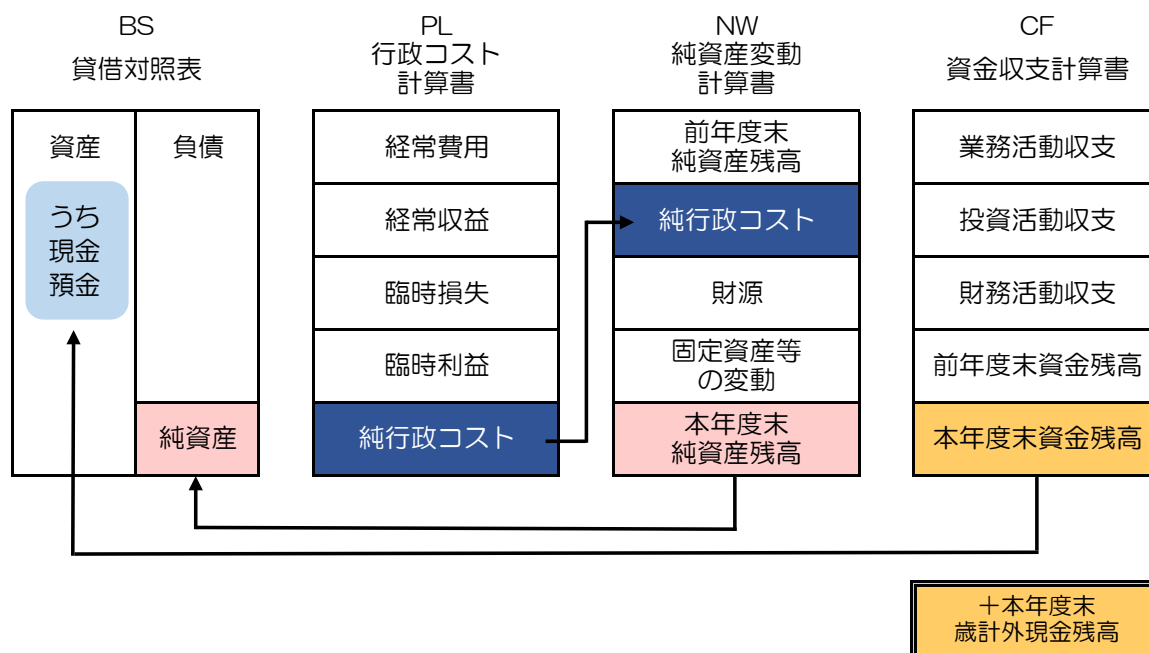 BS
貸借対照表
資産
負債
うち
現金
預金
純資産
PL
行政コスト
計算書
経常費用
経常収益
臨時損失
臨時利益
純行政コスト
NW
純資産変動
計算書
前年度末
純資産残高
純行政コスト
財源
固定資産等
の変動
本年度末
純資産残高
CF
資金収支計算書
業務活動収支
投資活動収支
財務活動収支
前年度末資金残高
本年度末資金残高
＋本年度末
歳計外現金残高